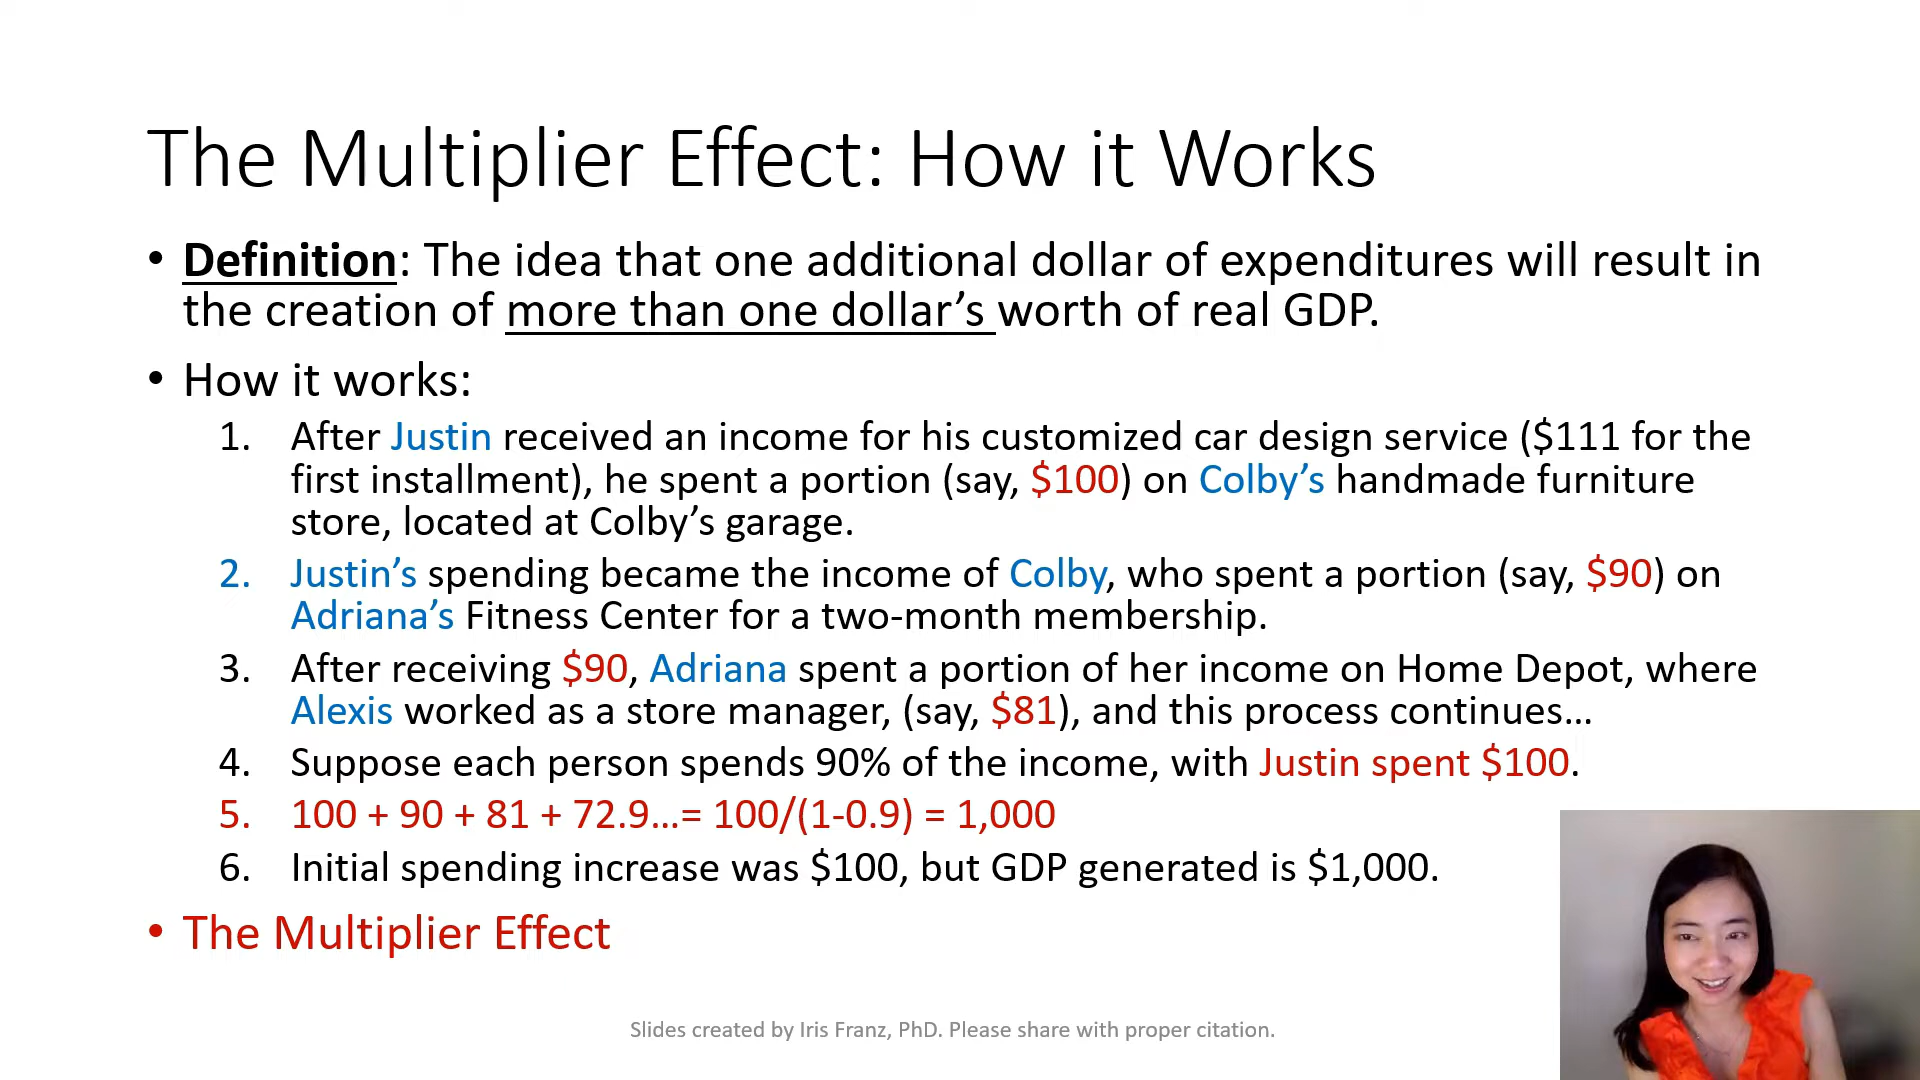 The Multiplier Effect: How it Works
• Definition: The idea that one additional dollar of expenditures will result in
the creation of more than one dollar’s worth of real GDP.
• How it works:
1. After Justin received an income for his customized car design service ($111 for the
first installment), he spent a portion (say, $100) on Colby’s handmade furniture
store, located at Colby’s garage.
2. Justin’s spending became the income of Colby, who spent a portion (say, $90) on
Adriana’s Fitness Center for a two-month membership.
3. After receiving $90, Adriana spent a portion of her income on Home Depot, where
Alexis worked as a store manager, (say, $81), and this process continues…
4. Suppose each person spends 90% of the income, with Justin spent $100.
5. 100 + 90 + 81 + 72.9…= 100/(1-0.9) = 1,000
6. Initial spending increase was $100, but GDP generated is $1,000.
• The Multiplier Effect
Slides created by Iris Franz, PhD. Please share with proper citation.